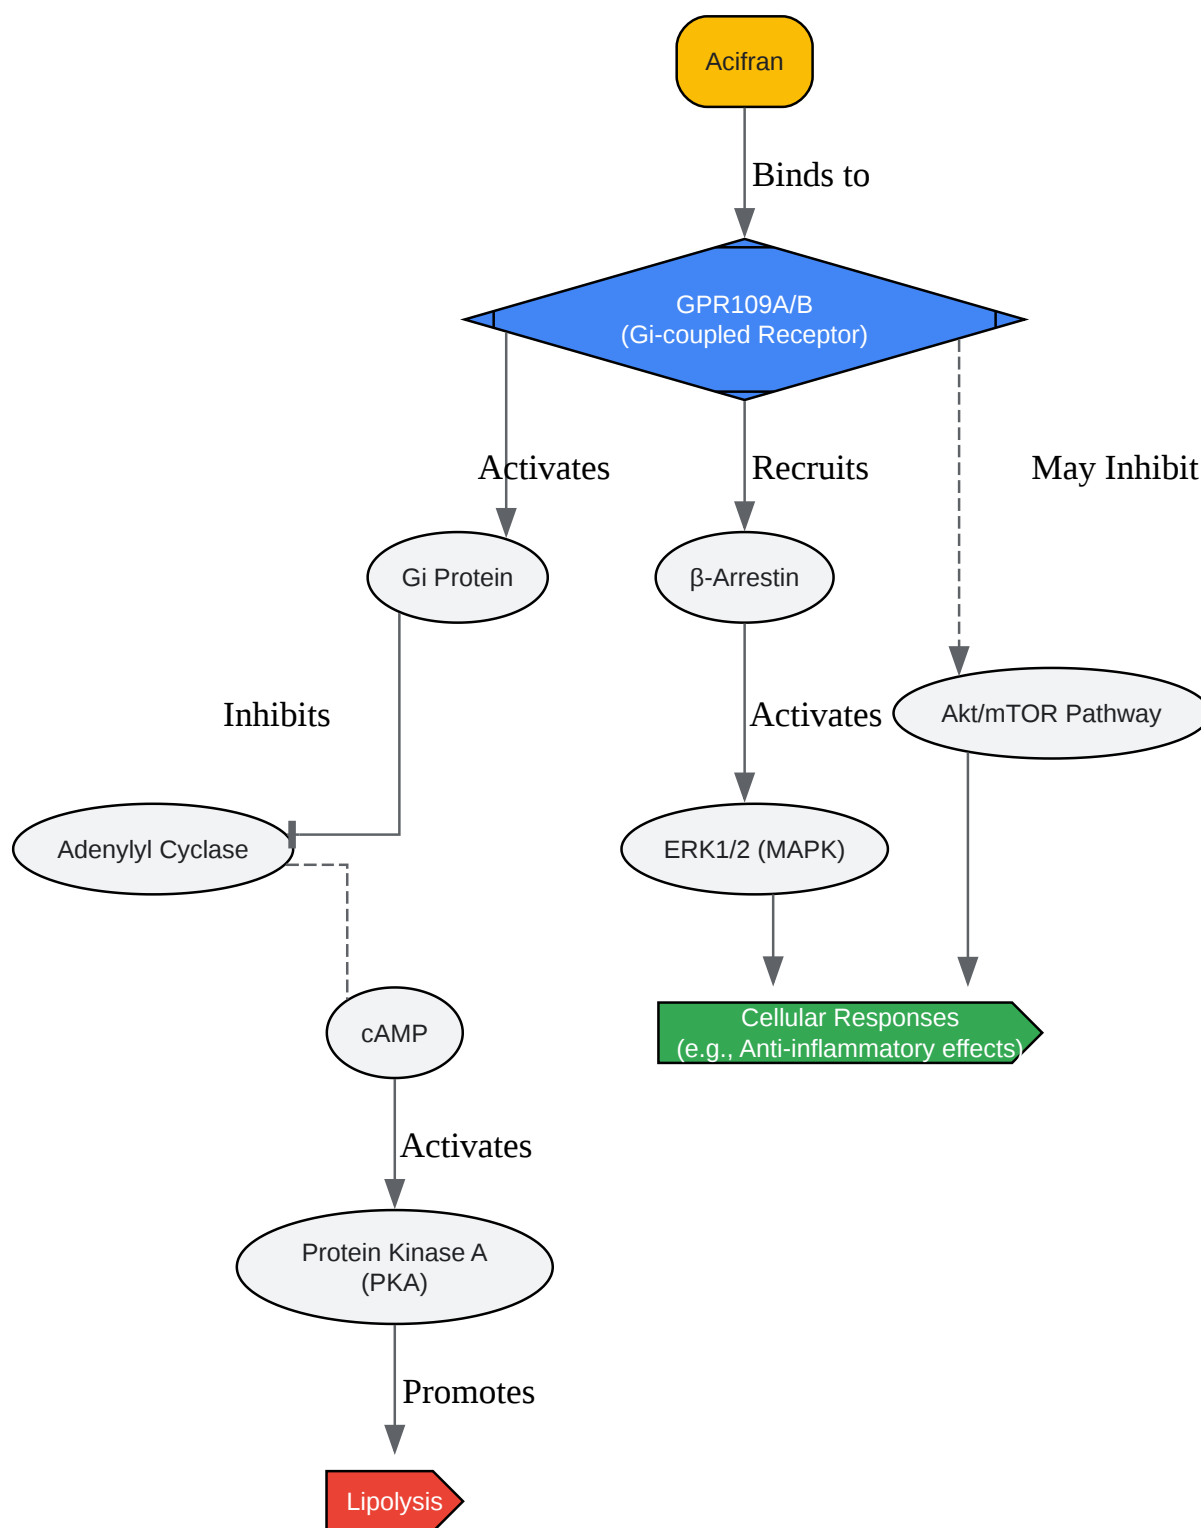 Acifran
Binds to
GPR109A/B
(Gi-coupled Receptor)
Activates
Recruits
May Inhibit
Gi Protein
β-Arrestin
Inhibits
Activates
Akt/mTOR Pathway
Adenylyl Cyclase
ERK1/2 (MAPK)
cAMP
Cellular Responses
(e.g., Anti-inflammatory effects)
Activates
Protein Kinase A
(PKA)
Promotes
Lipolysis